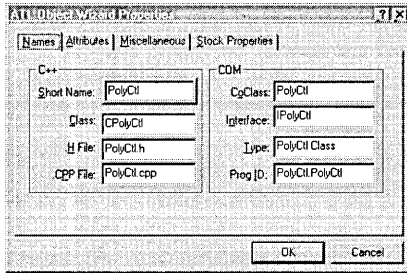 ATL Object Wizard Properties
Names Attributes Miscellaneous Stock Properties
C++
Short Name: PolyCtl
Class: CPolyCtl
H File: PolyCtl.h
CPP File: PolyCtl.cpp
COM
CoClass: PolyCtl
Interface: IPolyCtl
Type: PolyCtl Class
Prog ID: PolyCtl.PolyCtl
OK Cancel